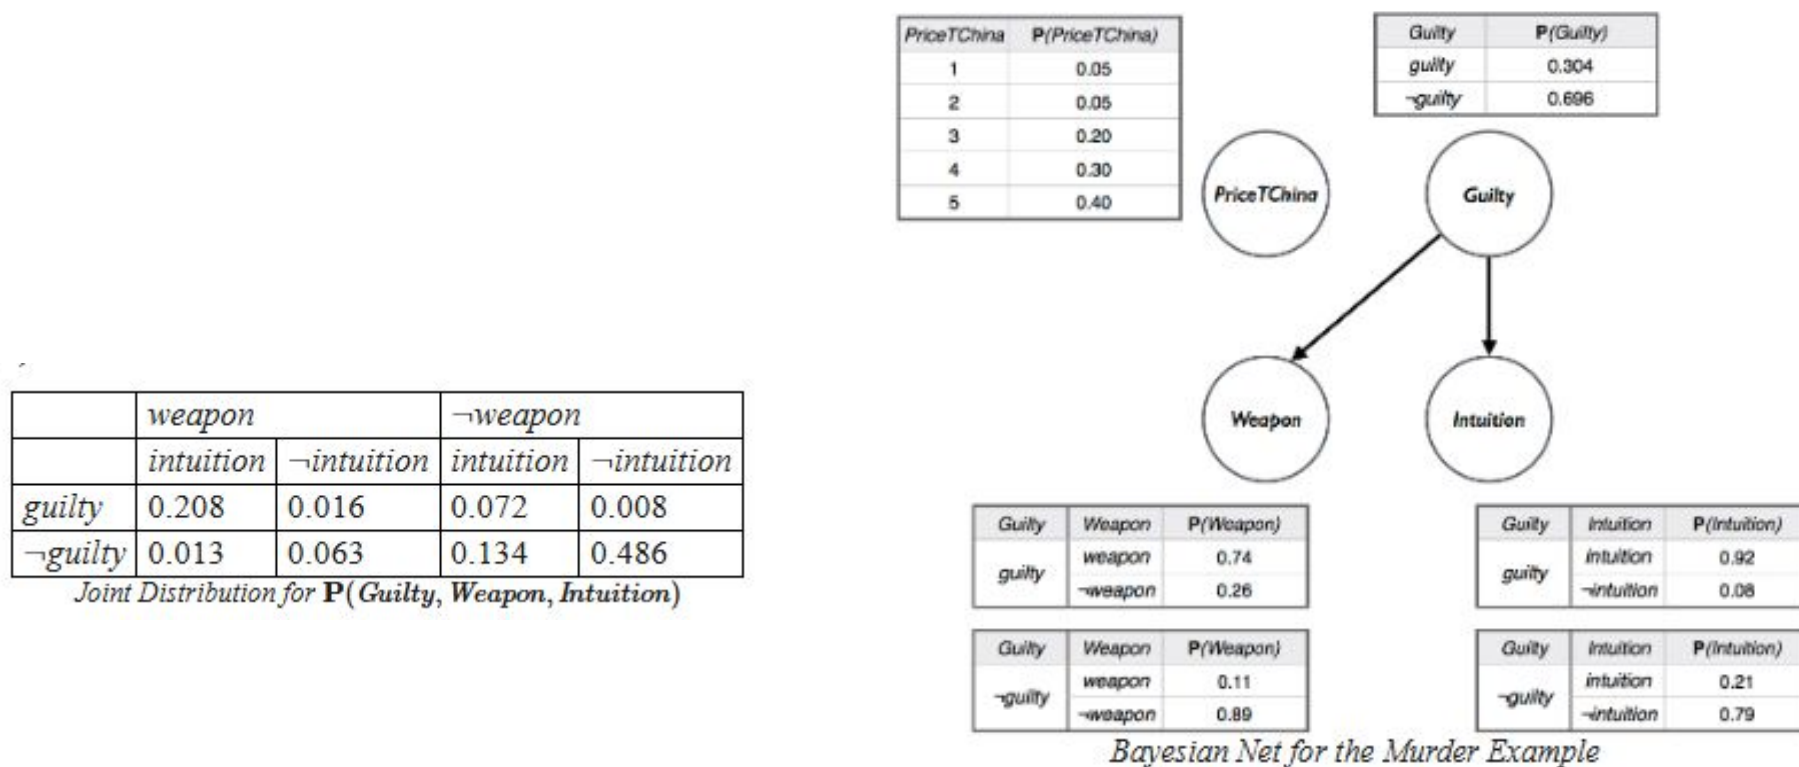 weapon ¬weapon
intuition ¬intuition intuition ¬intuition
guilty 0.208 0.016 0.072 0.008
¬guilty 0.013 0.063 0.134 0.486
Joint Distribution for P(Guilty, Weapon, Intuition)
PriceTChina P(PriceTChina)
1 0.05
2 0.05
3 0.20
4 0.30
5 0.40
Guilty P(Guilty)
guilty 0.304
¬guilty 0.696
PriceTChina
Guilty
Weapon
Intuition
Guilty Weapon P(Weapon)
guilty
weapon 0.74
¬weapon 0.26
Guilty Weapon P(Weapon)
¬guilty
weapon 0.11
¬weapon 0.89
Guilty Intuition P(Intuition)
guilty
intuition 0.92
¬intuition 0.08
Guilty Intuition P(Intuition)
¬guilty
intuition 0.21
¬intuition 0.79
Bayesian Net for the Murder Example